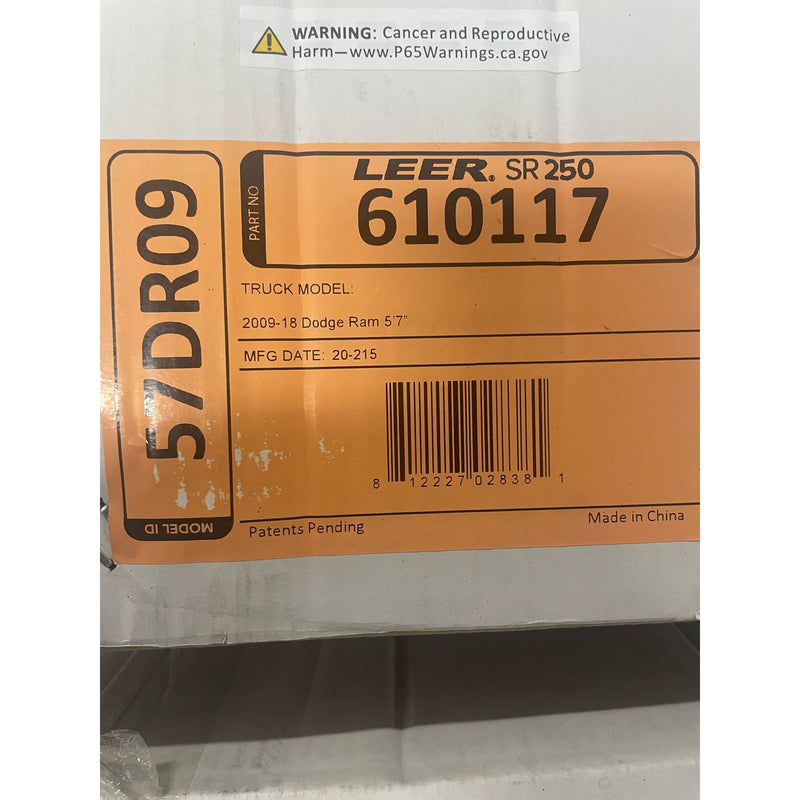 WARNING: Cancer and Reproductive
Harm—www.P65Warnings.ca.gov
MODEL ID
57DR09
PART NO
LEER. SR 250
610117
TRUCK MODEL:
2009-18 Dodge Ram 5'7"
MFG DATE: 20-215
8 12227 02838 1
Patents Pending
Made in China